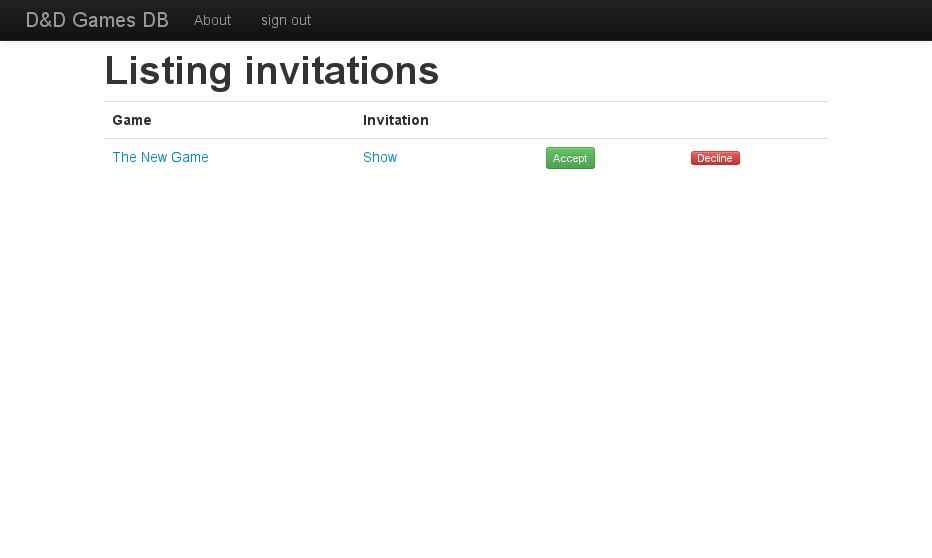 D&D Games DB About sign out
Listing invitations
Game Invitation
The New Game Show Accept Decline